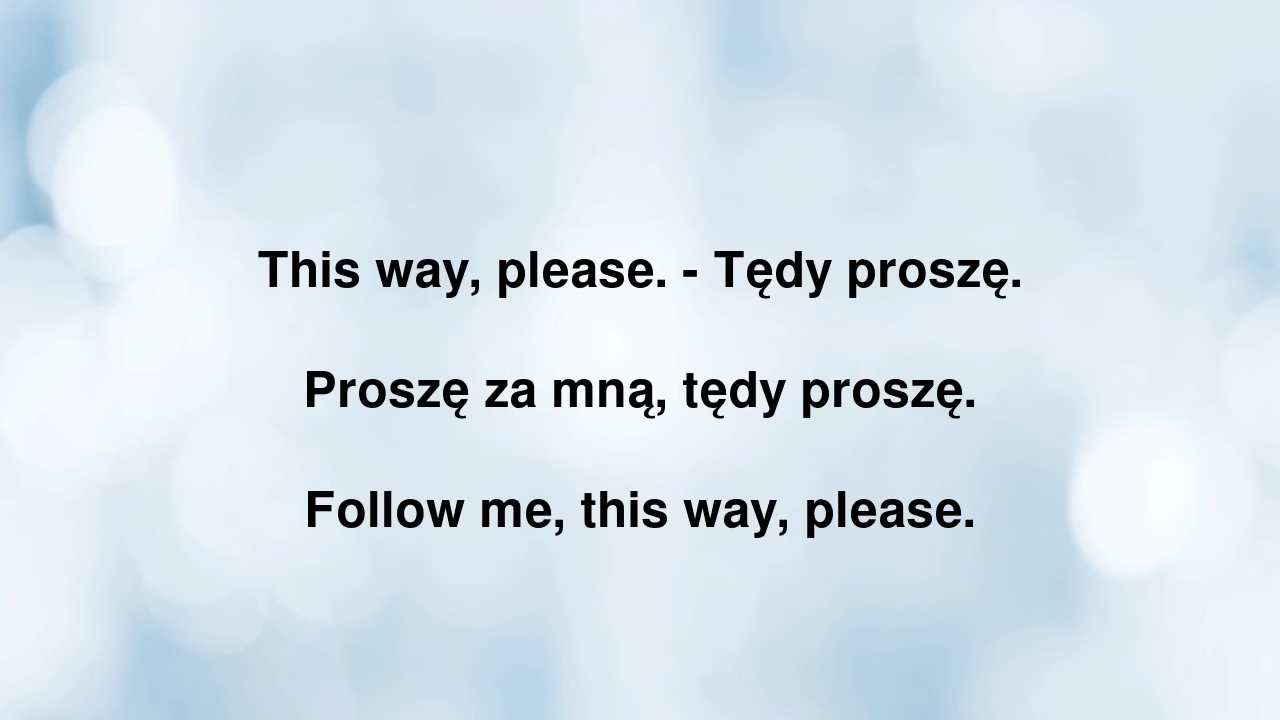 This way, please. - Tędy proszę.
Proszę za mną, tędy proszę.
Follow me, this way, please.